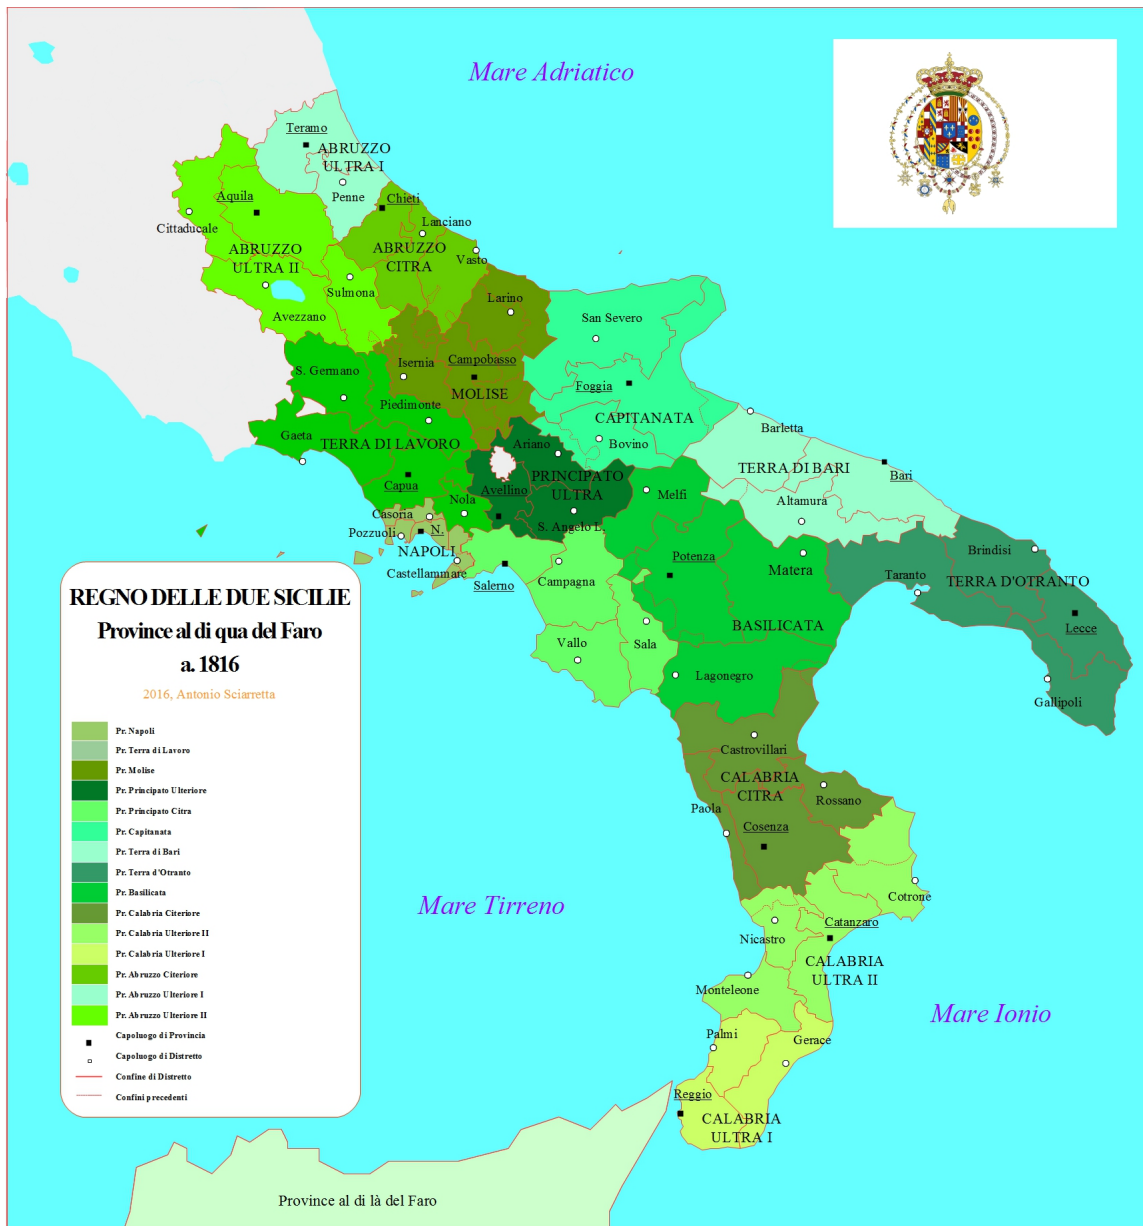 Mare Adriatico
Teramo
ABRUZZO
ULTRA I
Penne
Aquila
Chieti
Cittaducale
Lanciano
ABRUZZO
ULTRA II
ABRUZZO
CITRA
Vasto
Sulmona
Avezzano
Larino
San Severo
Isernia
Campobasso
S. Germano
Foggia
MOLISE
Piedimonte
CAPITANATA
Barletta
Gaeta
TERRA DI LAVORO
Ariano
Bovino
PRINCIPATO
ULTRA
TERRA DI BARI
Bari
Capua
Avellino
Melfi
Nola
Altamura
Casoria
S. Angelo L.
Pozzuoli
N.
NAPOLI
Brindisi
Castellammare
Salerno
Campagna
Potenza
Matera
Taranto
TERRA D'OTRANTO
BASILICATA
Lecce
Vallo
Sala
Lagonegro
Gallipoli
Castrovillari
CALABRIA
CITRA
Rossano
Paola
Cosenza
Cotrone
Mare Tirreno
Catanzaro
Nicastro
CALABRIA
ULTRA II
Monteleone
Mare Ionio
Palmi
Gerace
Reggio
CALABRIA
ULTRA I
Province al di là del Faro
REGNO DELLE DUE SICILIE
Province al di qua del Faro
a. 1816
2016, Antonio Sciarretta
Pr. Napoli
Pr. Terra di Lavoro
Pr. Molise
Pr. Principato Ulteriore
Pr. Principato Citra
Pr. Capitanata
Pr. Terra di Bari
Pr. Terra d'Otranto
Pr. Basilicata
Pr. Calabria Citeriore
Pr. Calabria Ulteriore II
Pr. Calabria Ulteriore I
Pr. Abruzzo Citeriore
Pr. Abruzzo Ulteriore I
Pr. Abruzzo Ulteriore II
Capoluogo di Provincia
Capoluogo di Distretto
Confine di Distretto
Confini precedenti